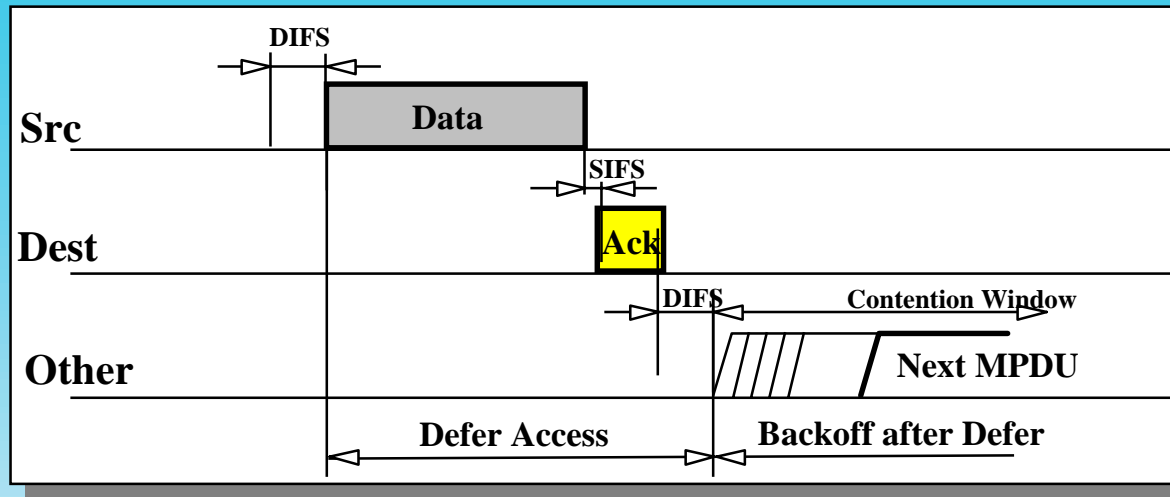 DIFS
Data
Src
SIFS
Ack
Dest
DIFS
Contention Window
Other
Next MPDU
Defer Access
Backoff after Defer